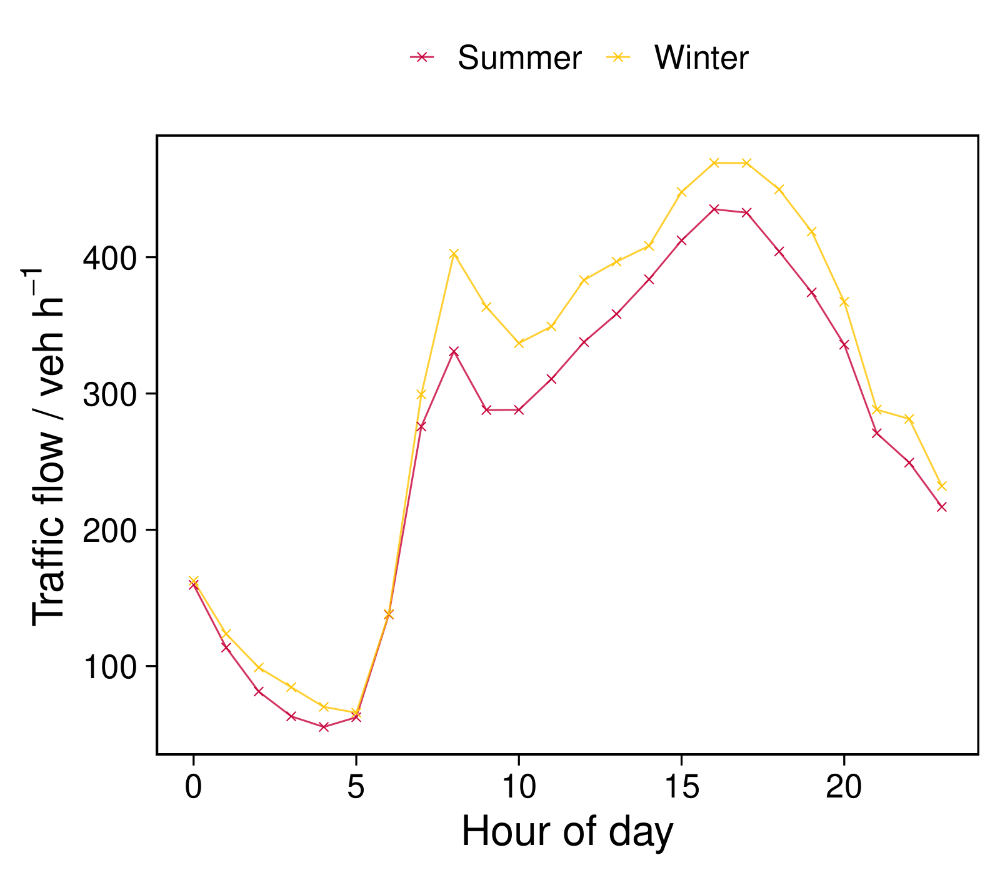 Summer Winter
Traffic flow / veh h⁻¹
400
300
200
100
0 5 10 15 20
Hour of day